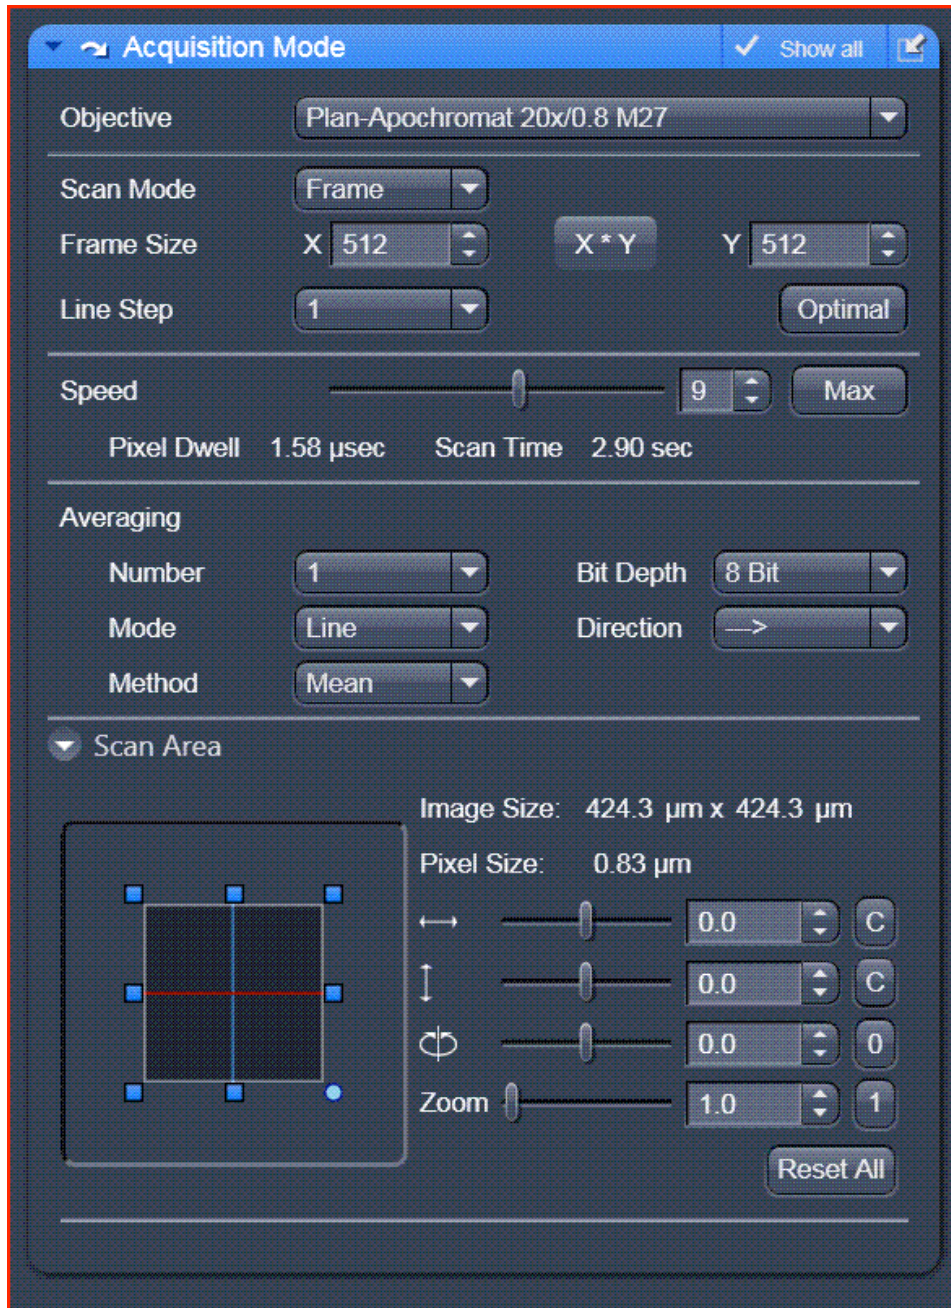 Acquisition Mode Show all
Objective Plan-Apochromat 20x/0.8 M27
Scan Mode Frame
Frame Size X 512 X * Y Y 512
Line Step 1 Optimal
Speed 9 Max
Pixel Dwell 1.58 µsec Scan Time 2.90 sec
Averaging
Number 1 Bit Depth 8 Bit
Mode Line Direction --->
Method Mean
Scan Area
Image Size: 424.3 µm x 424.3 µm
Pixel Size: 0.83 µm
0.0 C
0.0 C
0.0 0
Zoom 1.0 1
Reset All